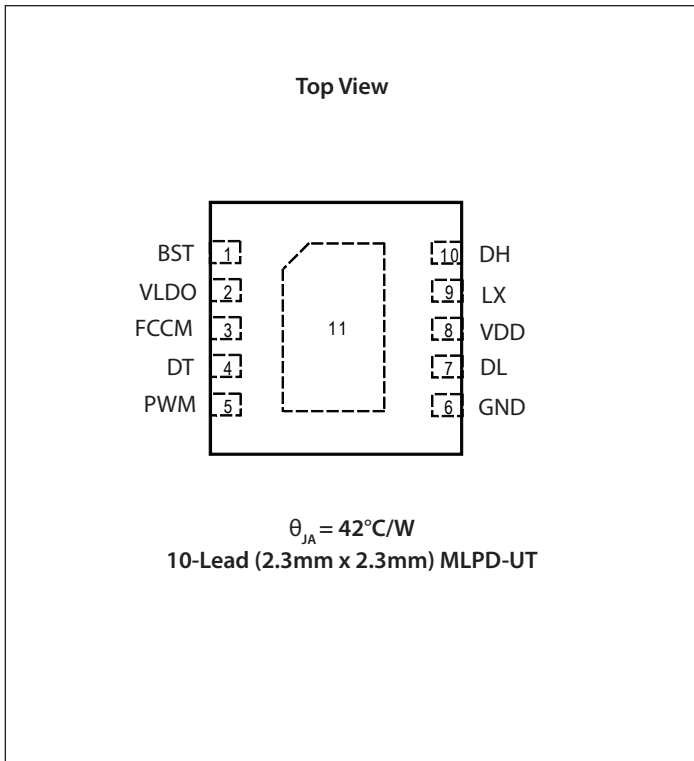 Top View
BST 1 10 DH
VLDO 2 9 LX
FCCM 3 11 8 VDD
DT 4 7 DL
PWM 5 6 GND
θJA = 42°C/W
10-Lead (2.3mm x 2.3mm) MLPD-UT